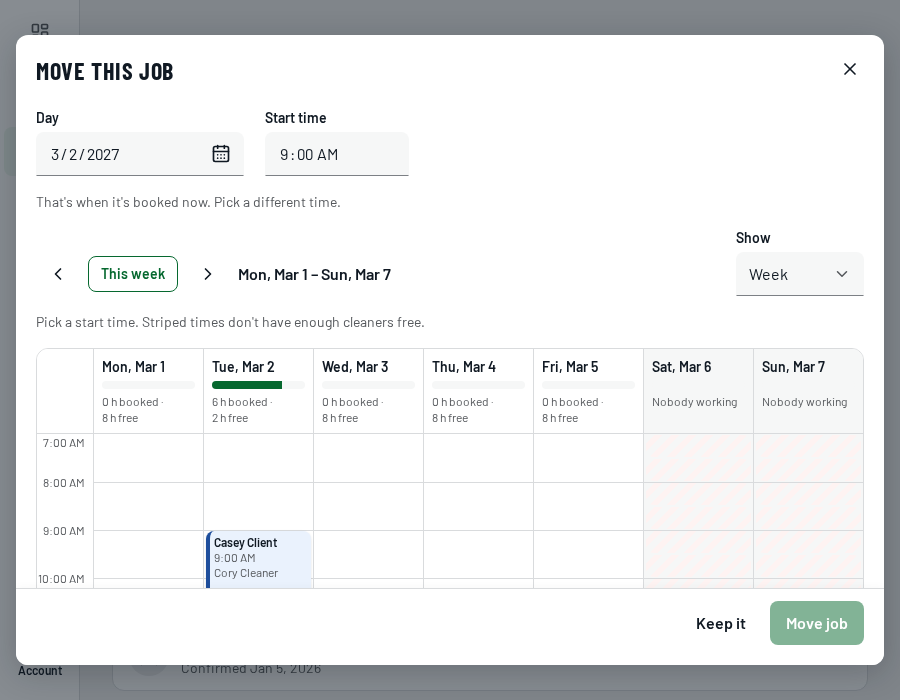 MOVE THIS JOB
Day
Start time
3/2/2027
9:00 AM
That's when it's booked now. Pick a different time.
Show
This week
Mon, Mar 1 – Sun, Mar 7
Week
Pick a start time. Striped times don't have enough cleaners free.
Mon, Mar 1
Tue, Mar 2
Wed, Mar 3
Thu, Mar 4
Fri, Mar 5
Sat, Mar 6
Sun, Mar 7
0 h booked ·
8 h free
6 h booked ·
2 h free
0 h booked ·
8 h free
0 h booked ·
8 h free
0 h booked ·
8 h free
Nobody working
Nobody working
7:00 AM
8:00 AM
9:00 AM
10:00 AM
Casey Client
9:00 AM
Cory Cleaner
Keep it
Move job
Account
Confirmed Jan 5, 2026